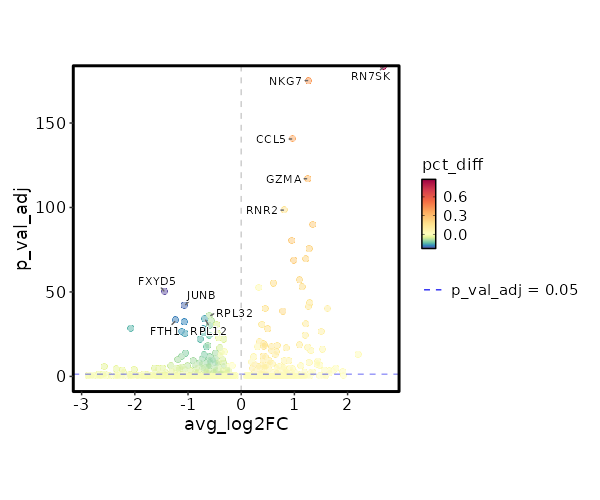 RN7SK
NKG7
CCL5
GZMA
RNR2
FXYD5
JUNB
RPL32
FTH1
RPL12
150
100
50
0
p_val_adj
-3
-2
-1
0
1
2
avg_log2FC
pct_diff
0.6
0.3
0.0
p_val_adj = 0.05